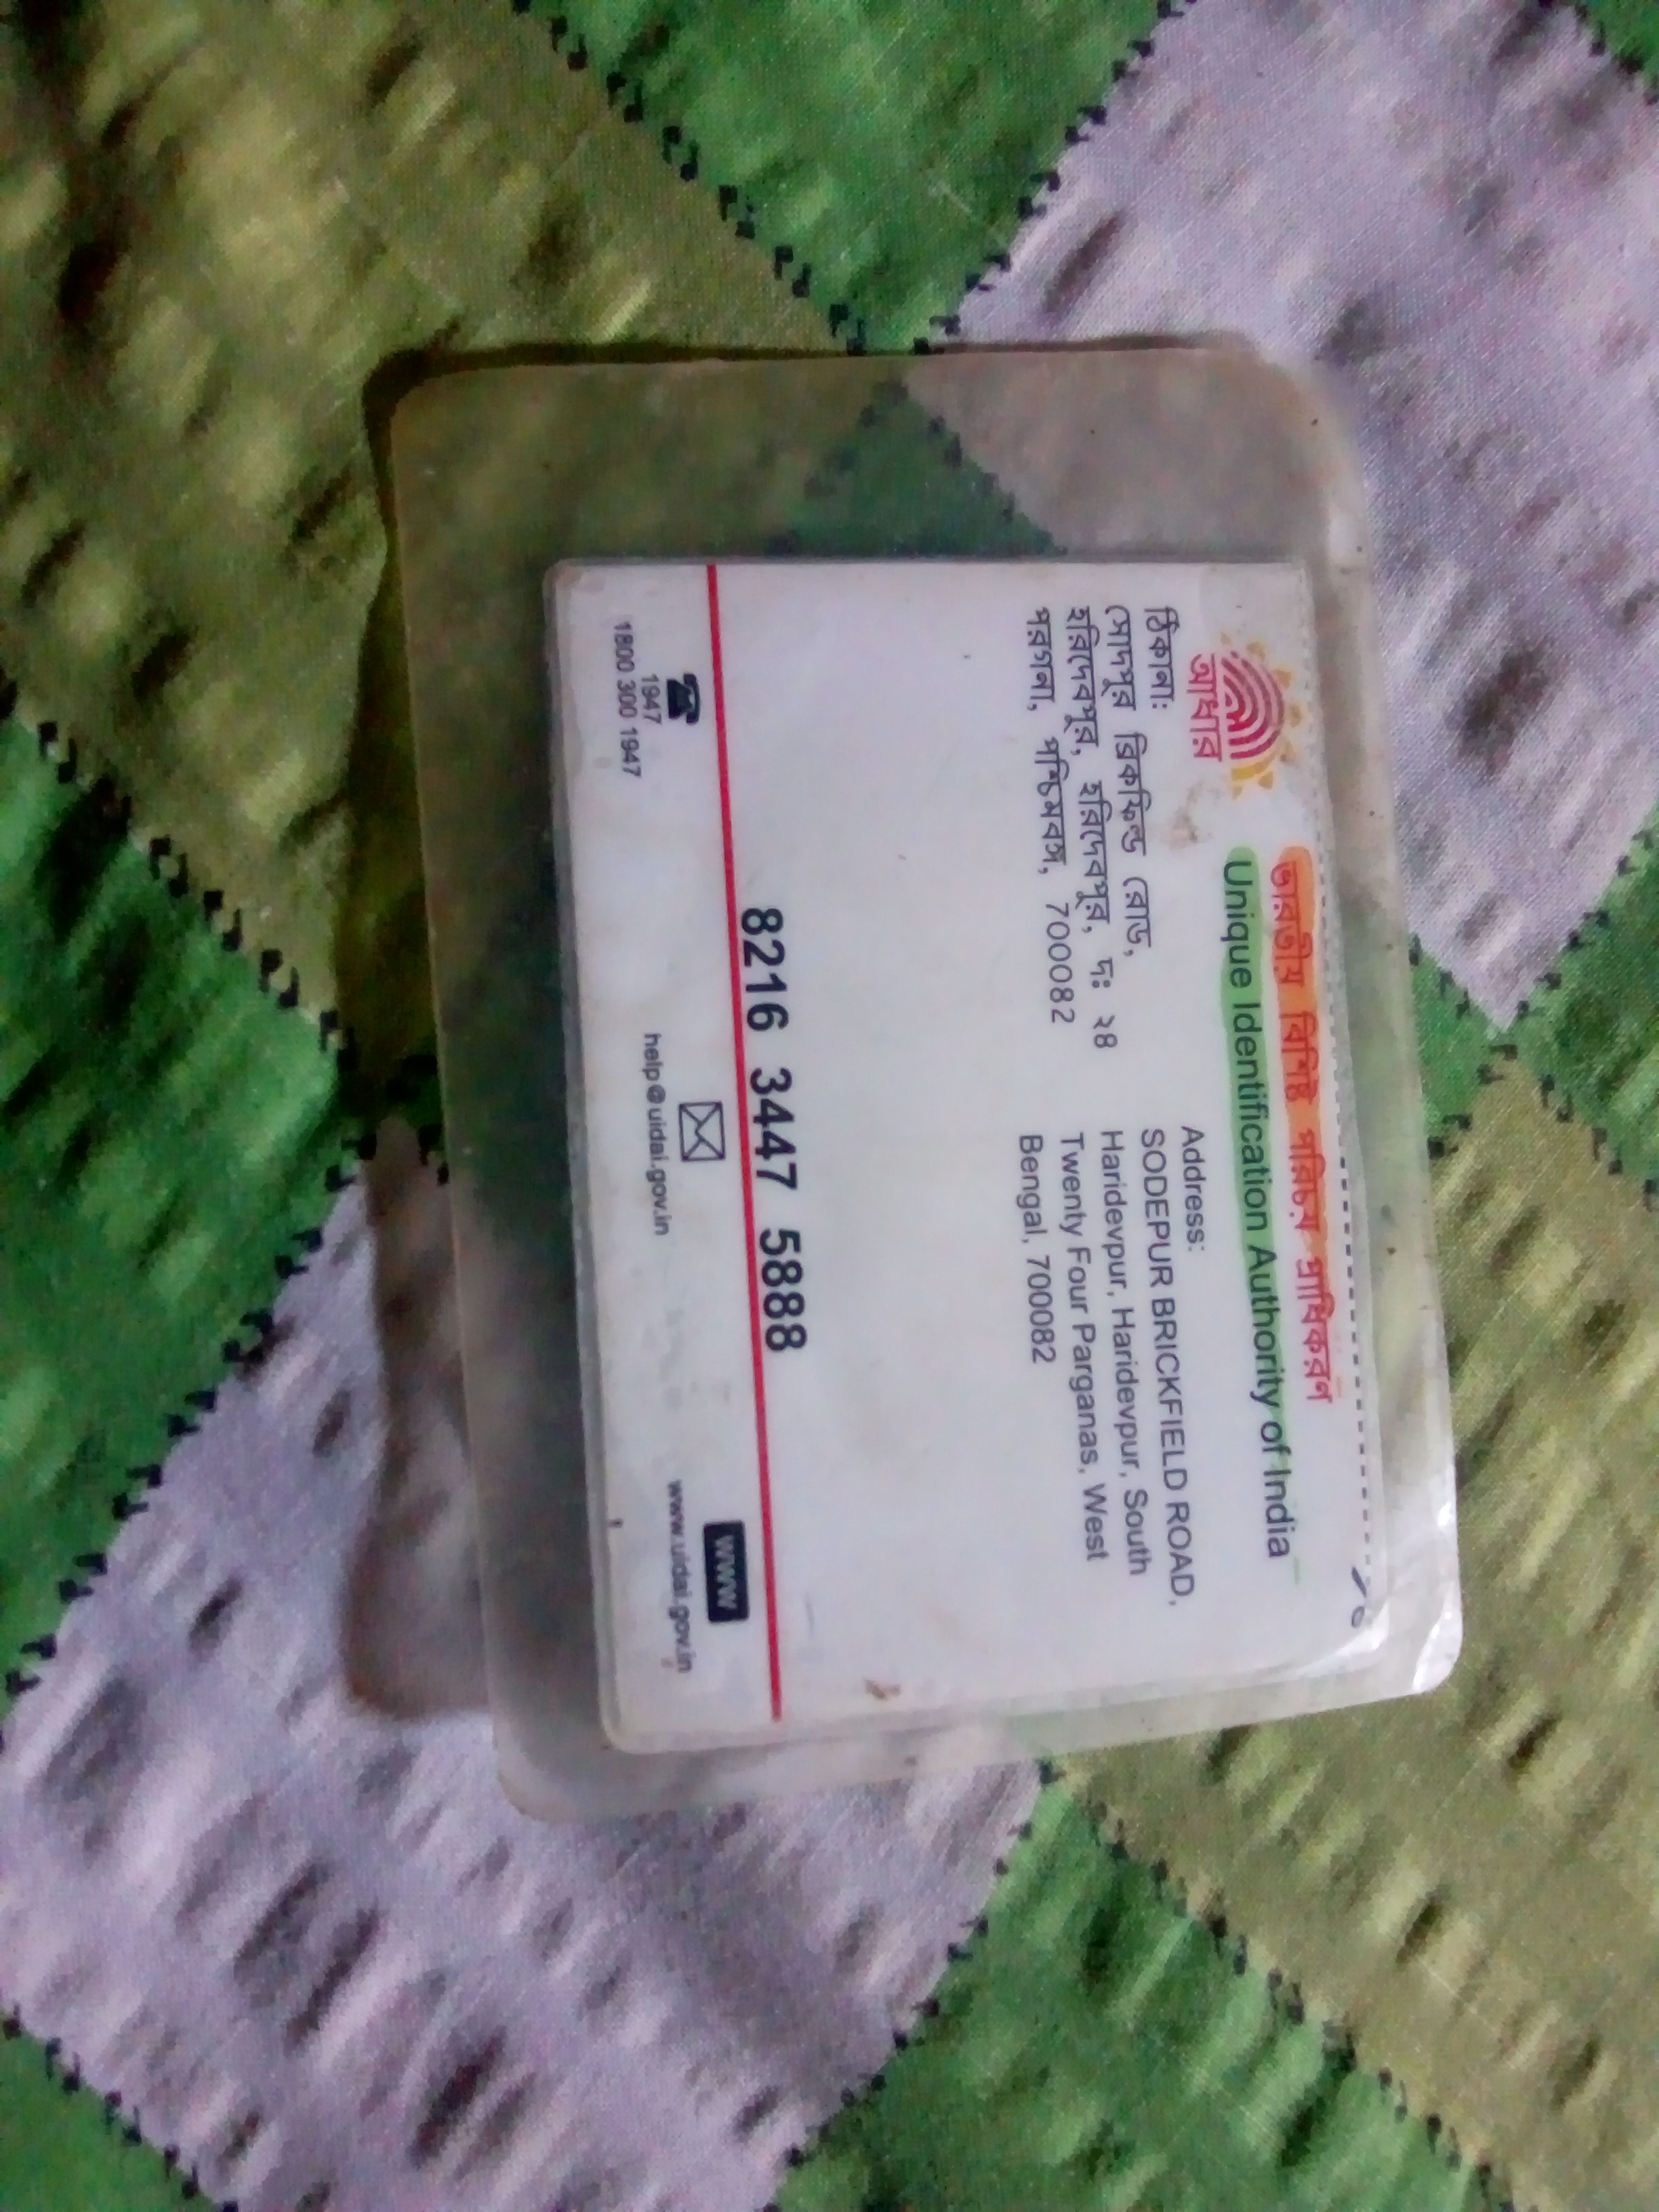 ভারতীয় বিশিষ্ট পরিচয় প্রাধিকরণ
Unique Identification Authority of India
আধার
ঠিকানা:
সোদপুর ব্রিকফিল্ড রোড,
হরিদেবপুর, হরিদেবপুর, দঃ ২৪
পরগনা, পশ্চিমবঙ্গ, 700082
Address:
SODEPUR BRICKFIELD ROAD,
Haridevpur, Haridevpur, South
Twenty Four Parganas, West
Bengal, 700082
8216 3447 5888
1947
1800 300 1947
help@uidai.gov.in
www
www.uidai.gov.in